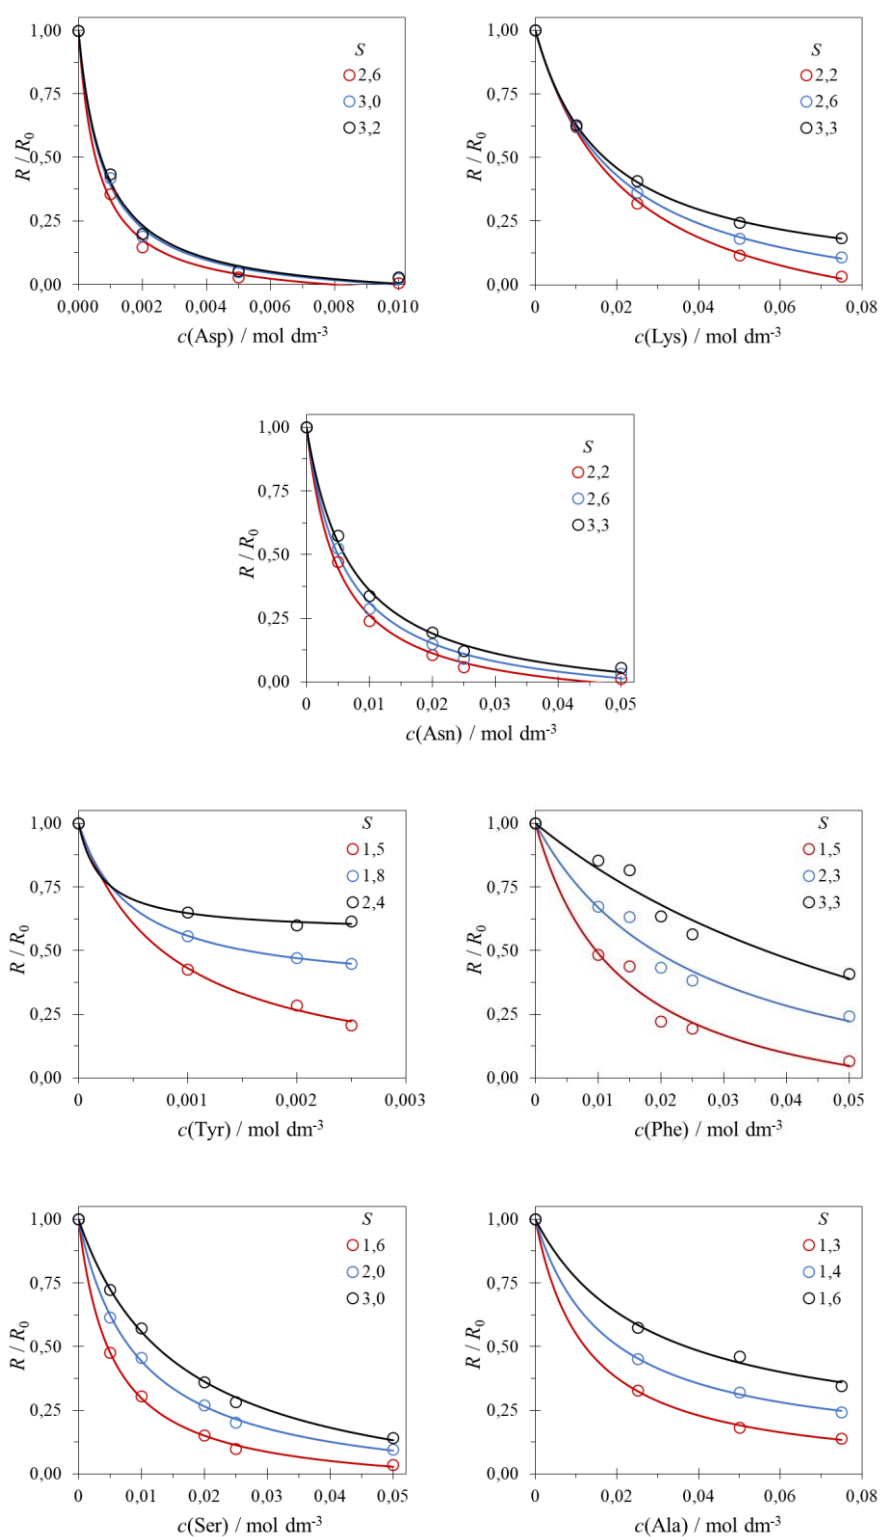 1,00
0,75
0,50
0,25
0,00
R / R0
S
2,6
3,0
3,2
0,000 0,002 0,004 0,006 0,008 0,010
c(Asp) / mol dm-3
1,00
0,75
0,50
0,25
0,00
R / R0
S
2,2
2,6
3,3
0 0,02 0,04 0,06 0,08
c(Lys) / mol dm-3
1,00
0,75
0,50
0,25
0,00
R / R0
S
2,2
2,6
3,3
0 0,01 0,02 0,03 0,04 0,05
c(Asn) / mol dm-3
1,00
0,75
0,50
0,25
0,00
R / R0
S
1,5
1,8
2,4
0 0,001 0,002 0,003
c(Tyr) / mol dm-3
1,00
0,75
0,50
0,25
0,00
R / R0
S
1,5
2,3
3,3
0 0,01 0,02 0,03 0,04 0,05
c(Phe) / mol dm-3
1,00
0,75
0,50
0,25
0,00
R / R0
S
1,6
2,0
3,0
0 0,01 0,02 0,03 0,04 0,05
c(Ser) / mol dm-3
1,00
0,75
0,50
0,25
0,00
R / R0
S
1,3
1,4
1,6
0 0,02 0,04 0,06 0,08
c(Ala) / mol dm-3